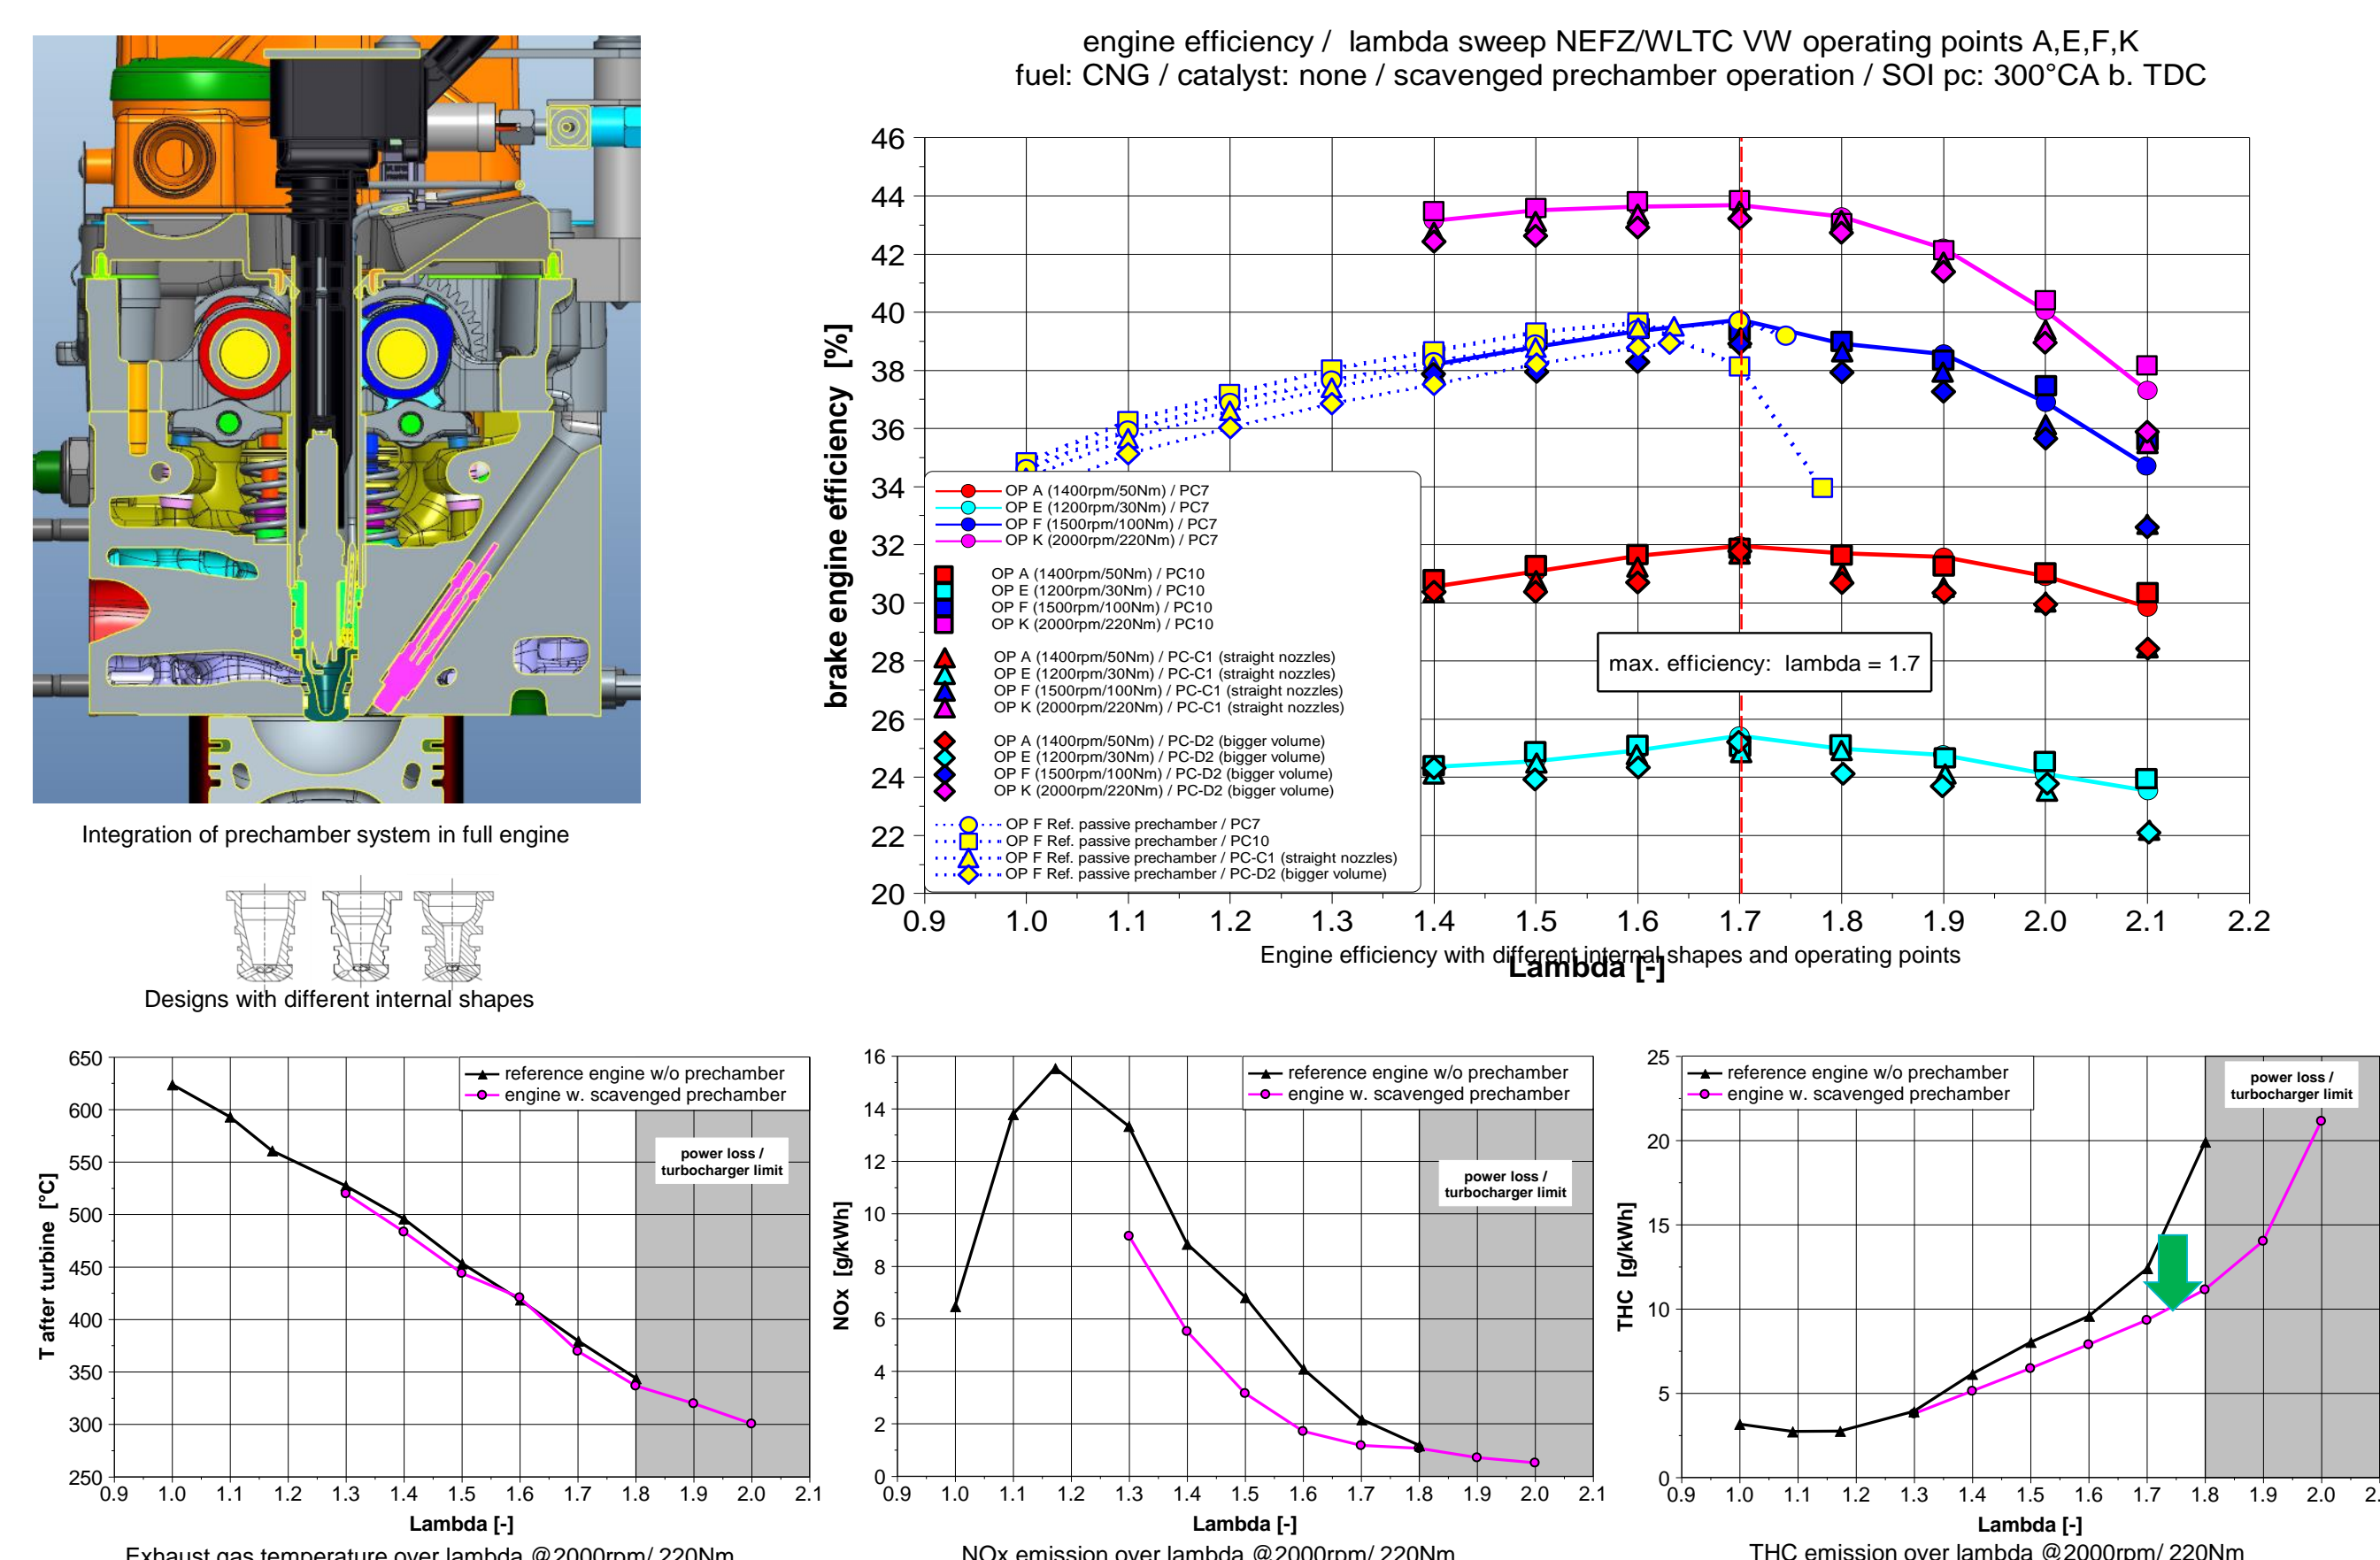 engine efficiency / lambda sweep NEFZ/WLTC VW operating points A,E,F,K
fuel: CNG / catalyst: none / scavenged prechamber operation / SOI pc: 300°CA b. TDC
brake engine efficiency [%]
46
44
42
40
38
36
34
32
30
28
26
24
22
20
OP A (1400rpm/50Nm) / PC7
OP E (1200rpm/30Nm) / PC7
OP F (1500rpm/100Nm) / PC7
OP K (2000rpm/220Nm) / PC7
OP A (1400rpm/50Nm) / PC10
OP E (1200rpm/30Nm) / PC10
OP F (1500rpm/100Nm) / PC10
OP K (2000rpm/220Nm) / PC10
OP A (1400rpm/50Nm) / PC-C1 (straight nozzles)
OP E (1200rpm/30Nm) / PC-C1 (straight nozzles)
OP F (1500rpm/100Nm) / PC-C1 (straight nozzles)
OP K (2000rpm/220Nm) / PC-C1 (straight nozzles)
OP A (1400rpm/50Nm) / PC-D2 (bigger volume)
OP E (1200rpm/30Nm) / PC-D2 (bigger volume)
OP F (1500rpm/100Nm) / PC-D2 (bigger volume)
OP K (2000rpm/220Nm) / PC-D2 (bigger volume)
OP F Ref. passive prechamber / PC7
OP F Ref. passive prechamber / PC10
OP F Ref. passive prechamber / PC-C1 (straight nozzles)
OP F Ref. passive prechamber / PC-D2 (bigger volume)
max. efficiency: lambda = 1.7
0.9 1.0 1.1 1.2 1.3 1.4 1.5 1.6 1.7 1.8 1.9 2.0 2.1 2.2
Engine efficiency with different internal shapes and operating points
Lambda [-]
Integration of prechamber system in full engine
Designs with different internal shapes
T after turbine [°C]
650
600
550
500
450
400
350
300
250
reference engine w/o prechamber
engine w. scavenged prechamber
power loss /
turbocharger limit
0.9 1.0 1.1 1.2 1.3 1.4 1.5 1.6 1.7 1.8 1.9 2.0 2.1
Lambda [-]
Exhaust gas temperature over lambda @2000rpm/ 220Nm
NOx [g/kWh]
16
14
12
10
8
6
4
2
0
reference engine w/o prechamber
engine w. scavenged prechamber
power loss /
turbocharger limit
0.9 1.0 1.1 1.2 1.3 1.4 1.5 1.6 1.7 1.8 1.9 2.0 2.1
Lambda [-]
NOx emission over lambda @2000rpm/ 220Nm
THC [g/kWh]
25
20
15
10
5
0
reference engine w/o prechamber
engine w. scavenged prechamber
power loss /
turbocharger limit
0.9 1.0 1.1 1.2 1.3 1.4 1.5 1.6 1.7 1.8 1.9 2.0 2.
Lambda [-]
THC emission over lambda @2000rpm/ 220Nm